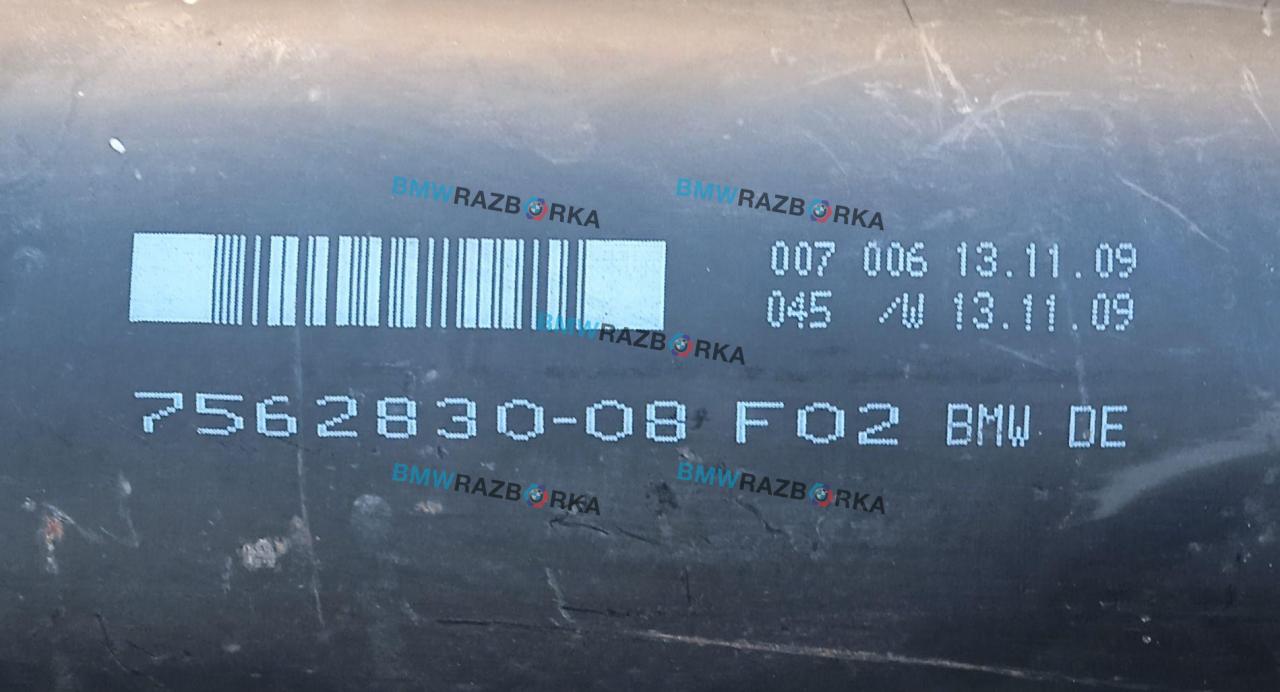 BMWRAZBORKA BMWRAZBORKA
007 006 13.11.09
045 /W 13.11.09
BMWRAZBORKA
7562830-08 F02 BMW DE
BMWRAZBORKA BMWRAZBORKA